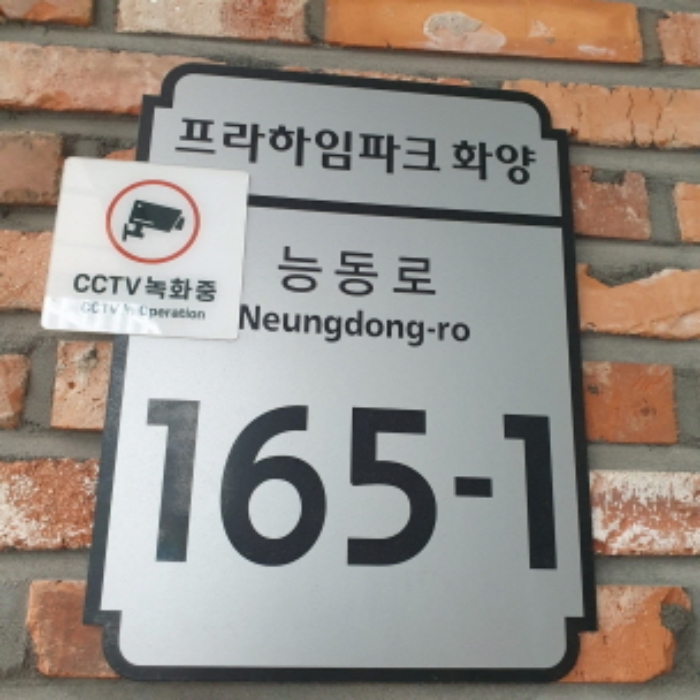 프라하임파크 화양
CCTV 녹화중
CCTV in Operation
능동로
Neungdong-ro
165-1